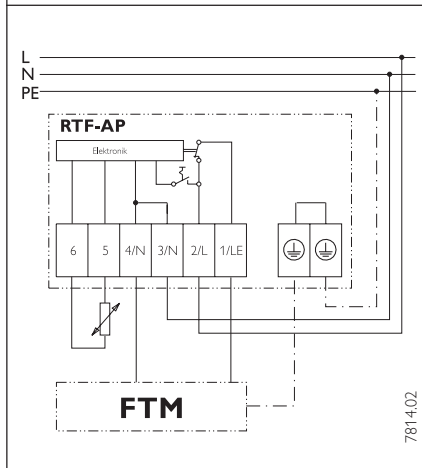 L
N
PE
RTF-AP
Elektronik
6 5 4/N 3/N 2/L 1/LE
FTM
7814.02